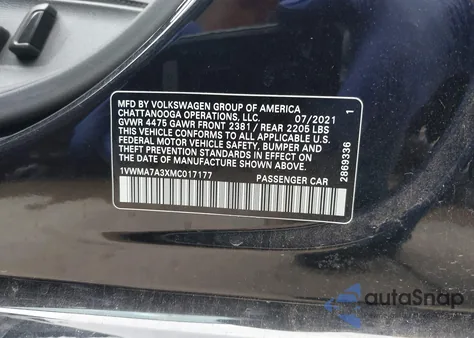 MFD BY VOLKSWAGEN GROUP OF AMERICA
CHATTANOOGA OPERATIONS, LLC. 07/2021
GVWR 4475 GAWR FRONT 2381 / REAR 2205 LBS
THIS VEHICLE CONFORMS TO ALL APPLICABLE U.S.
FEDERAL MOTOR VEHICLE SAFETY, BUMPER AND
THEFT PREVENTION STANDARDS IN EFFECT ON THE
DATE OF MANUFACTURE SHOWN ABOVE.
1VWMA7A3XMC017177 PASSENGER CAR
2869336 1
autoSnap